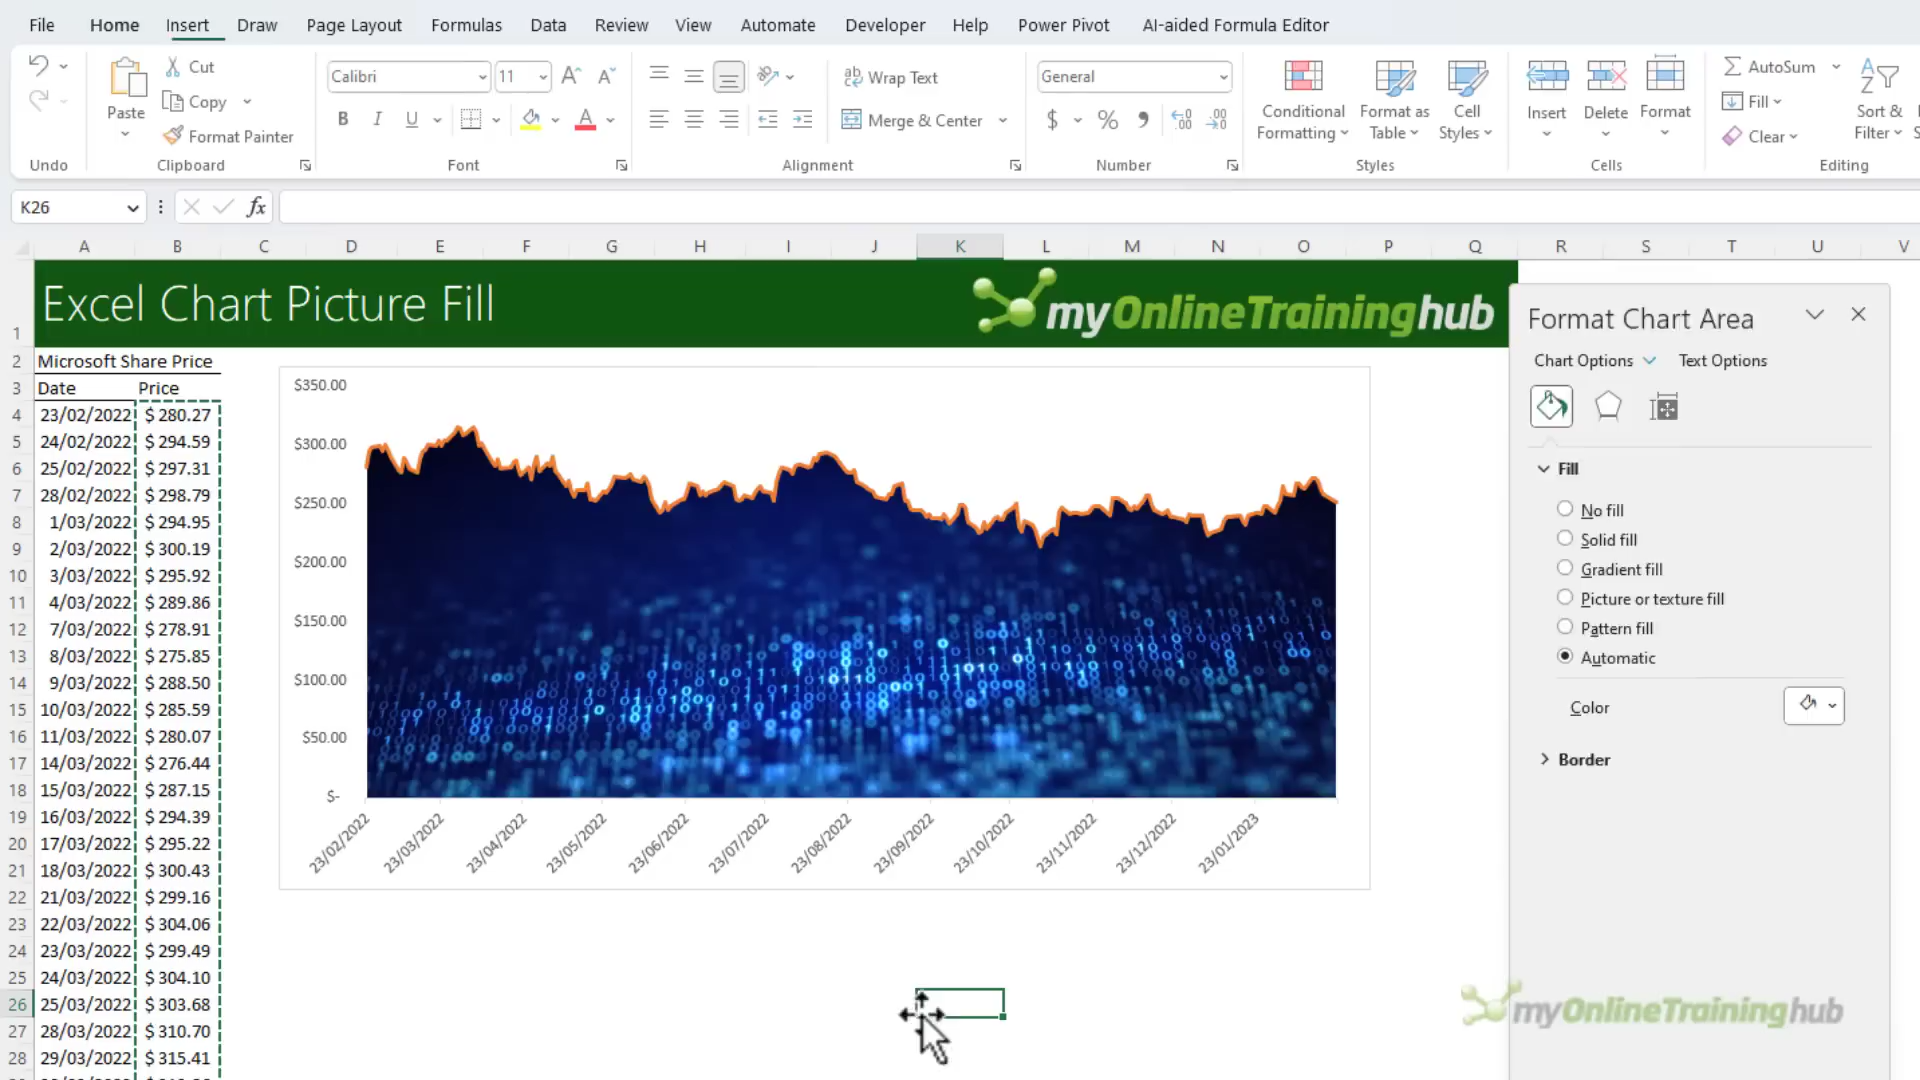 File Home Insert Draw Page Layout Formulas Data Review View Automate Developer Help Power Pivot AI-aided Formula Editor
Paste
Cut
Copy
Format Painter
Calibri 11
B I U
ab Wrap Text
Merge & Center
General
$ % 9
Conditional Formatting
Format as Table
Cell Styles
Insert Delete Format
AutoSum
Fill
Clear
Sort & Filter
Undo Clipboard Font Alignment Number Styles Cells Editing
K26 fx
A B C D E F G H I J K L M N O P Q R S T U V
1 Excel Chart Picture Fill myOnlineTraininghub
2 Microsoft Share Price
3 Date Price
4 23/02/2022 $ 280.27
5 24/02/2022 $ 294.59
6 25/02/2022 $ 297.31
7 28/02/2022 $ 298.79
8 1/03/2022 $ 294.95
9 2/03/2022 $ 300.19
10 3/03/2022 $ 295.92
11 4/03/2022 $ 289.86
12 7/03/2022 $ 278.91
13 8/03/2022 $ 275.85
14 9/03/2022 $ 288.50
15 10/03/2022 $ 285.59
16 11/03/2022 $ 280.07
17 14/03/2022 $ 276.44
18 15/03/2022 $ 287.15
19 16/03/2022 $ 294.39
20 17/03/2022 $ 295.22
21 18/03/2022 $ 300.43
22 21/03/2022 $ 299.16
23 22/03/2022 $ 304.06
24 23/03/2022 $ 299.49
25 24/03/2022 $ 304.10
26 25/03/2022 $ 303.68
27 28/03/2022 $ 310.70
28 29/03/2022 $ 315.41
$350.00
$300.00
$250.00
$200.00
$150.00
$100.00
$50.00
$-
23/02/2022 23/03/2022 23/04/2022 23/05/2022 23/06/2022 23/07/2022 23/08/2022 23/09/2022 23/10/2022 23/11/2022 23/12/2022 23/01/2023
Format Chart Area
Chart Options Text Options
Fill
No fill
Solid fill
Gradient fill
Picture or texture fill
Pattern fill
Automatic
Color
Border
myOnlineTraininghub